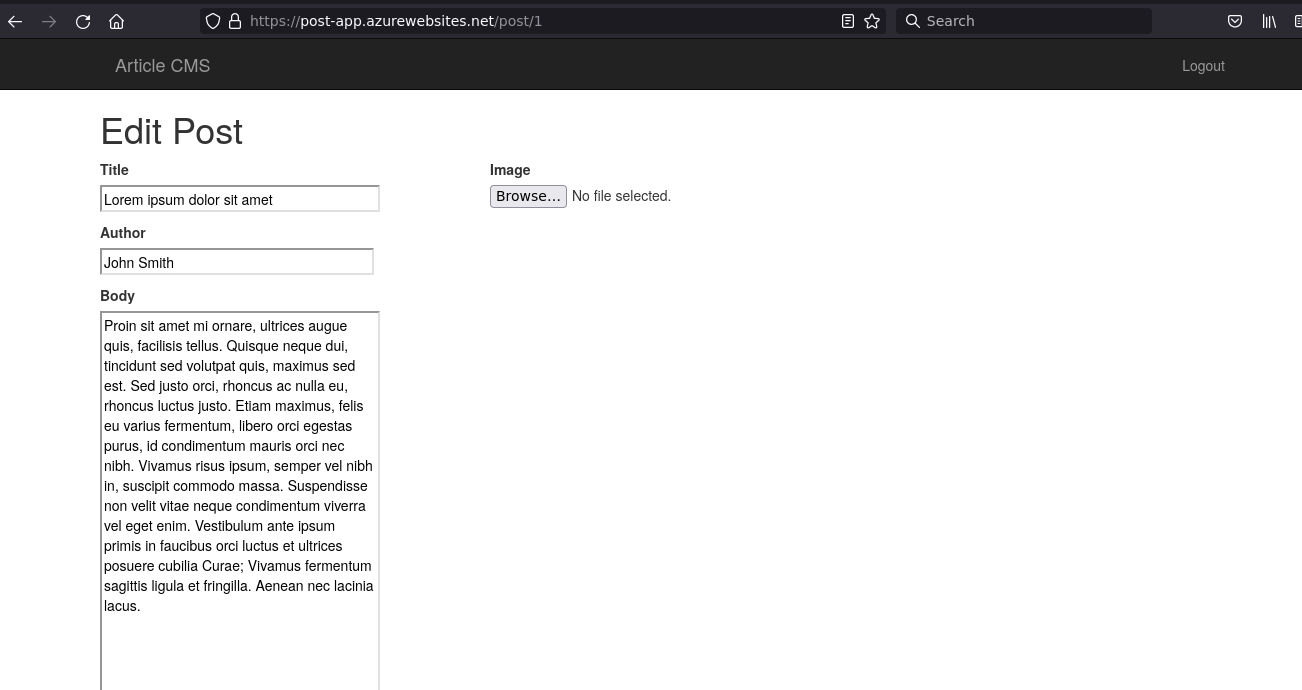 https://post-app.azurewebsites.net/post/1
Search
Article CMS
Logout
Edit Post
Title
Image
Lorem ipsum dolor sit amet
Browse...
No file selected.
Author
John Smith
Body
Proin sit amet mi ornare, ultrices augue
quis, facilisis tellus. Quisque neque dui,
tincidunt sed volutpat quis, maximus sed
est. Sed justo orci, rhoncus ac nulla eu,
rhoncus luctus justo. Etiam maximus, felis
eu varius fermentum, libero orci egestas
purus, id condimentum mauris orci nec
nibh. Vivamus risus ipsum, semper vel nibh
in, suscipit commodo massa. Suspendisse
non velit vitae neque condimentum viverra
vel eget enim. Vestibulum ante ipsum
primis in faucibus orci luctus et ultrices
posuere cubilia Curae; Vivamus fermentum
sagittis ligula et fringilla. Aenean nec lacinia
lacus.